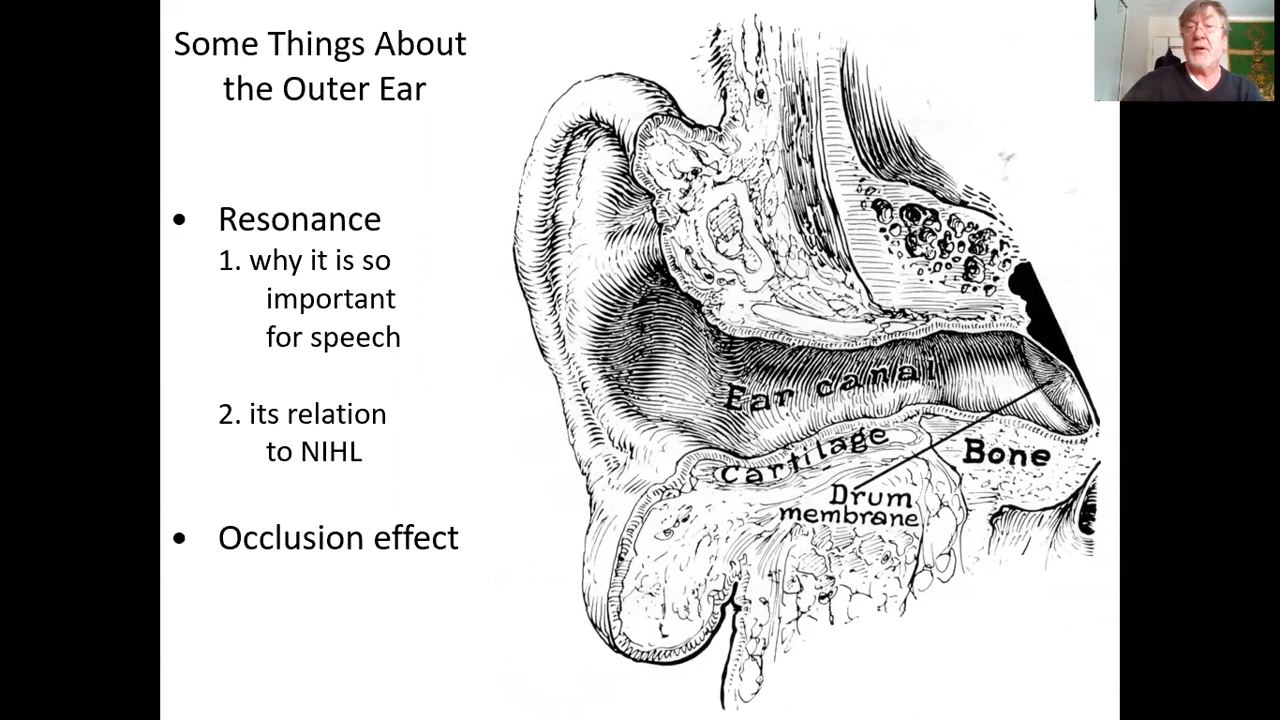 Some Things About
the Outer Ear
• Resonance
1. why it is so
important
for speech
2. its relation
to NIHL
• Occlusion effect
Ear canal
Cartilage
Bone
Drum
membrane